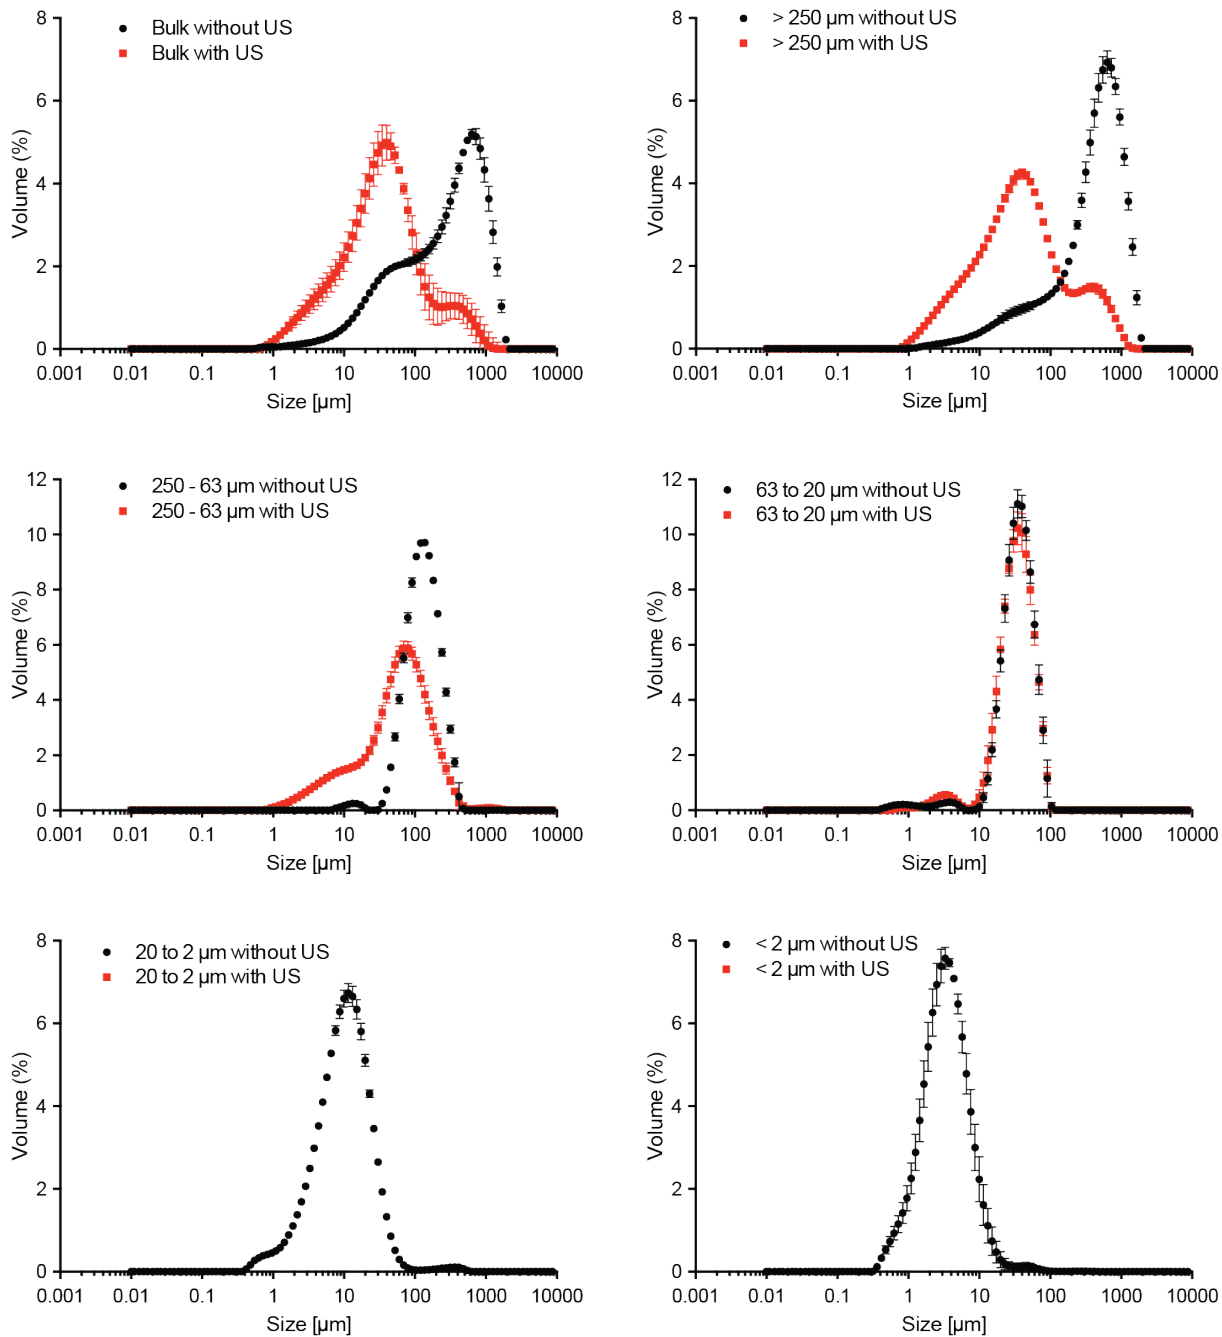 Bulk without US
Bulk with US
8
6
4
2
0
Volume (%)
0.001 0.01 0.1 1 10 100 1000 10000
Size [µm]
> 250 µm without US
> 250 µm with US
8
6
4
2
0
Volume (%)
0.001 0.01 0.1 1 10 100 1000 10000
Size [µm]
250 - 63 µm without US
250 - 63 µm with US
12
10
8
6
4
2
0
Volume (%)
0.001 0.01 0.1 1 10 100 1000 10000
Size [µm]
63 to 20 µm without US
63 to 20 µm with US
12
10
8
6
4
2
0
Volume (%)
0.001 0.01 0.1 1 10 100 1000 10000
Size [µm]
20 to 2 µm without US
20 to 2 µm with US
8
6
4
2
0
Volume (%)
0.001 0.01 0.1 1 10 100 1000 10000
Size [µm]
< 2 µm without US
< 2 µm with US
8
6
4
2
0
Volume (%)
0.001 0.01 0.1 1 10 100 1000 10000
Size [µm]